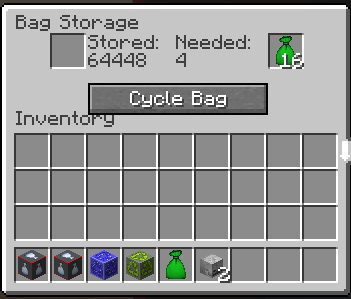 Bag Storage
Stored: Needed:
64448 4
16
Cycle Bag
Inventory
2